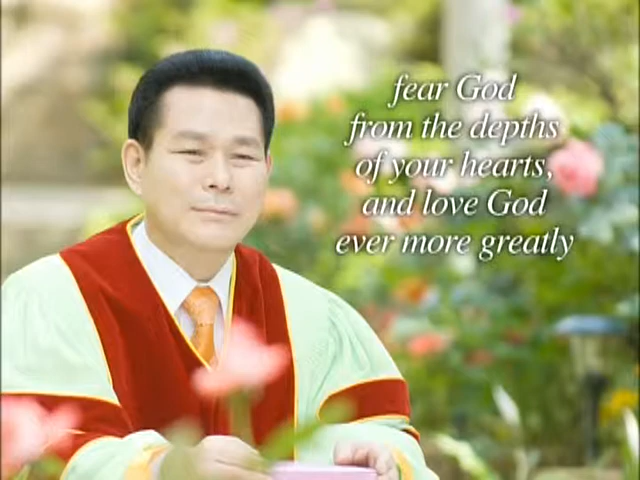 fear God
from the depths
of your hearts,
and love God
ever more greatly